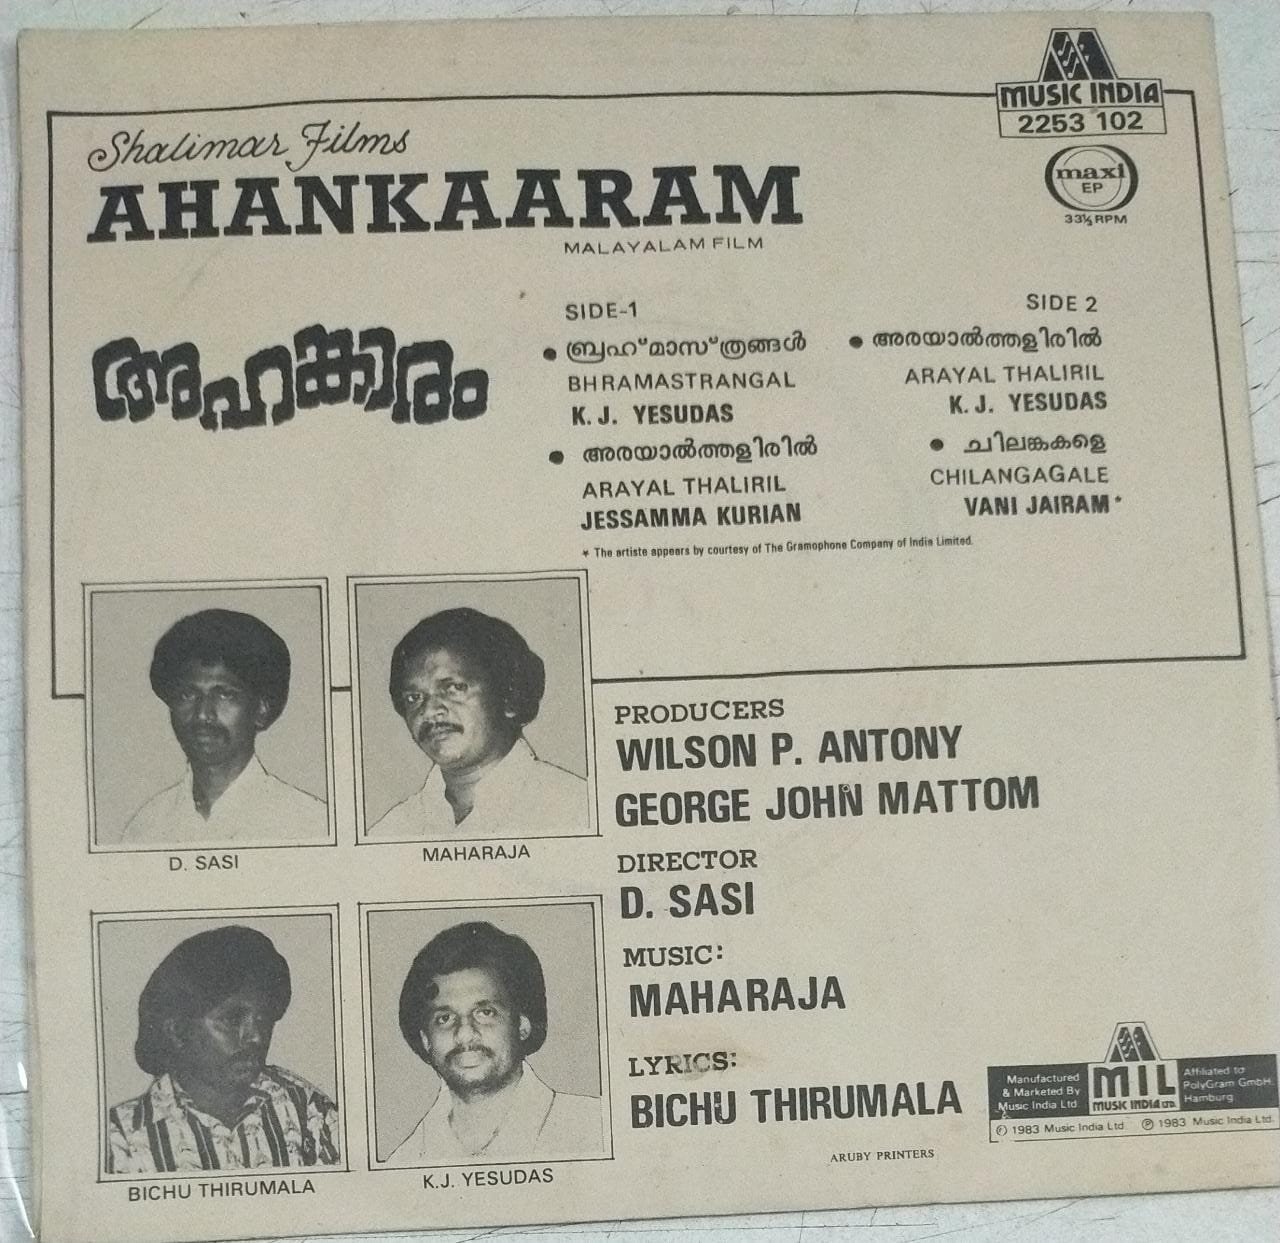 MUSIC INDIA
2253 102
maxi
EP
33⅓ RPM
Shalimar Films
AHANKAARAM
MALAYALAM FILM
അഹങ്കാരം
SIDE-1
ബ്രഹ്മാസ്ത്രങ്ങൾ
BHRAMASTRANGAL
K. J. YESUDAS
അരയാൽത്തളിരിൽ
ARAYAL THALIRIL
JESSAMMA KURIAN
SIDE 2
അരയാൽത്തളിരിൽ
ARAYAL THALIRIL
K. J. YESUDAS
ചിലങ്കകളെ
CHILANGAGALE
VANI JAIRAM*
* The artiste appears by courtesy of The Gramophone Company of India Limited.
D. SASI
MAHARAJA
BICHU THIRUMALA
K.J. YESUDAS
PRODUCERS
WILSON P. ANTONY
GEORGE JOHN MATTOM
DIRECTOR
D. SASI
MUSIC:
MAHARAJA
LYRICS:
BICHU THIRUMALA
ARUBY PRINTERS
Manufactured
& Marketed By
Music India Ltd
MIL
MUSIC INDIA LTD.
Affiliated to
PolyGram GmbH.
Hamburg
Ⓒ 1983 Music India Ltd. Ⓟ 1983 Music India Ltd.